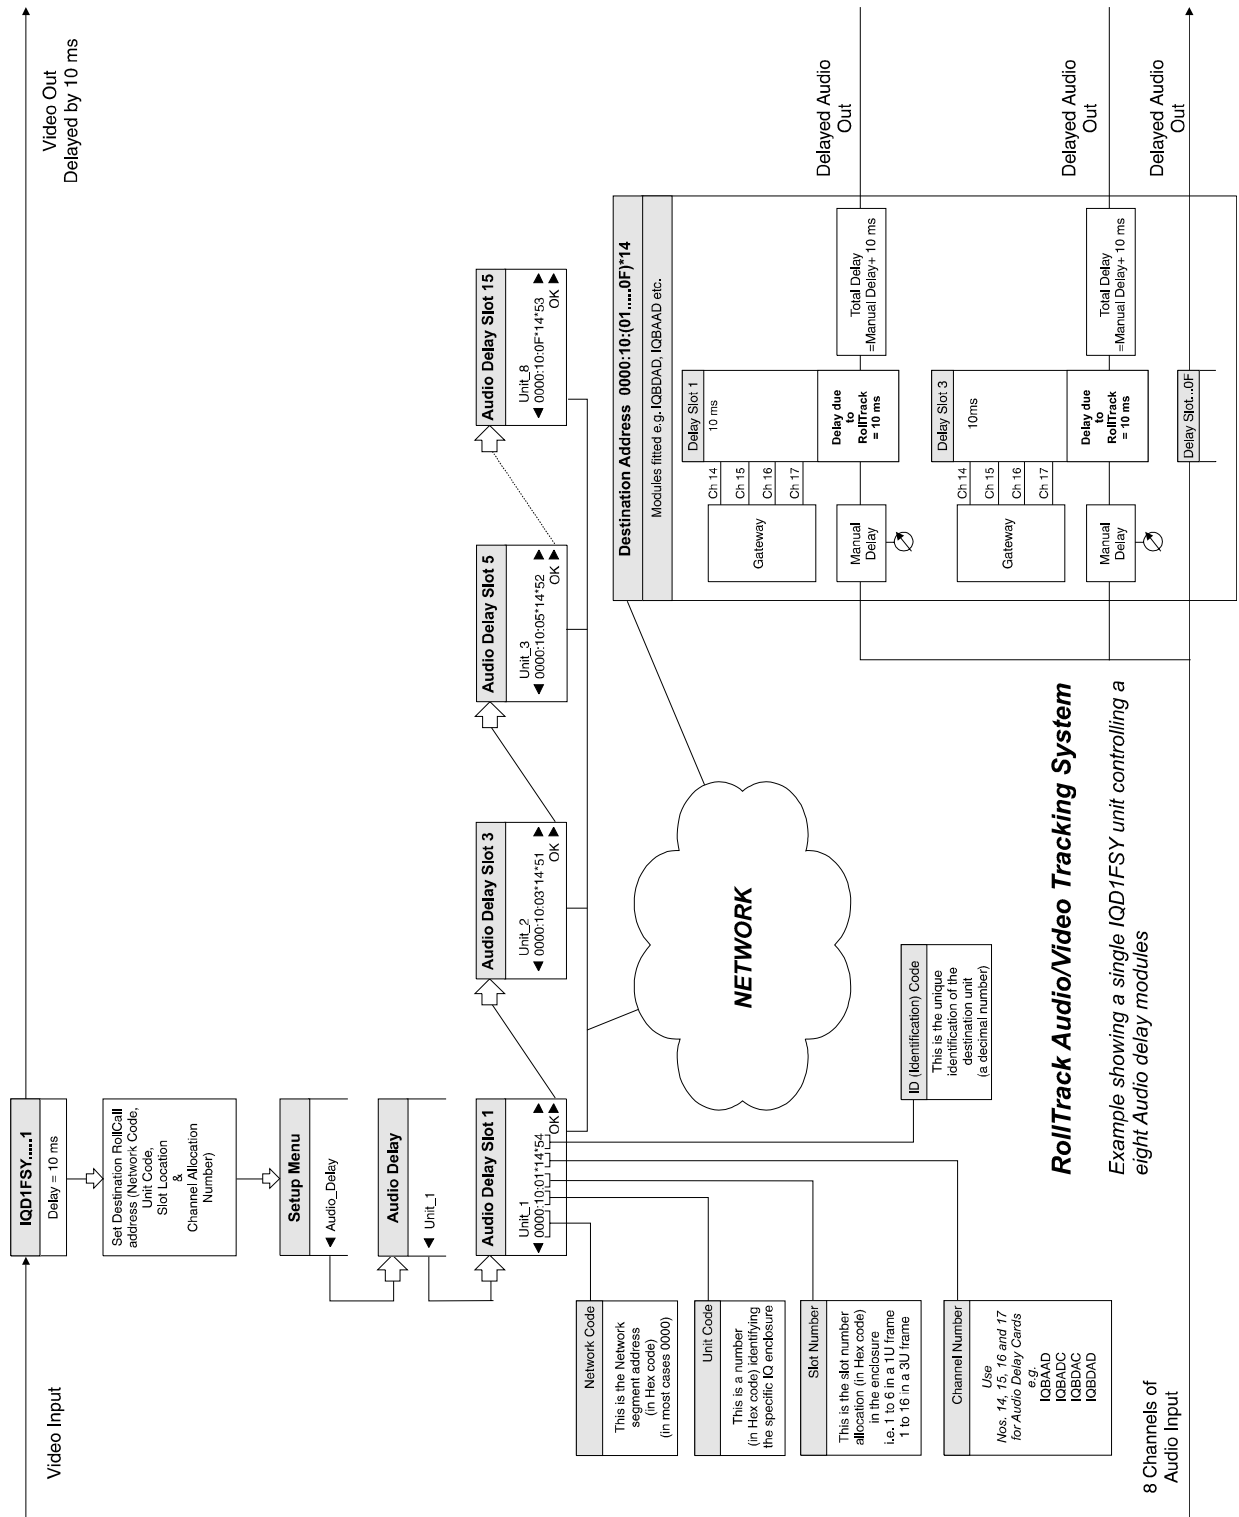 Video Input
Video Out
Delayed by 10 ms
IQD1FSY.....1
Delay = 10 ms
Set Destination RollCall
address (Network Code,
Unit Code,
Slot Location
&
Channel Allocation
Number)
Setup Menu
◀ Audio_Delay
Audio Delay
◀ Unit_1
Audio Delay Slot 1
Unit_1
◀ 0000:10:01*14*54 ▶
OK ▶
Audio Delay Slot 3
Unit_2
◀ 0000:10:03*14*51 ▶
OK ▶
Audio Delay Slot 5
Unit_3
◀ 0000:10:05*14*52 ▶
OK ▶
Audio Delay Slot 15
Unit_8
◀ 0000:10:0F*14*53 ▶
OK ▶
Network Code
This is the Network
segment address
(in Hex code)
(in most cases 0000)
Unit Code
This is a number
(in Hex code) identifying
the specific IQ enclosure
Slot Number
This is the slot number
allocation (in Hex code)
in the enclosure
i.e. 1 to 6 in a 1U frame
1 to 16 in a 3U frame
Channel Number
Use
Nos. 14, 15, 16 and 17
for Audio Delay Cards
e.g.
IQBAAD
IQBADC
IQBDAC
IQBDAD
ID (Identification) Code
This is the unique
identification of the
destination unit
(a decimal number)
NETWORK
Destination Address 0000:10:(01.....0F)*14
Modules fitted e.g. IQBDAD, IQBAAD etc.
Delay Slot 1
10 ms
Ch 14
Ch 15
Ch 16
Ch 17
Gateway
Manual
Delay
Delay due
to
RollTrack
= 10 ms
Total Delay
=Manual Delay+ 10 ms
Delayed Audio
Out
Delay Slot 3
10ms
Ch 14
Ch 15
Ch 16
Ch 17
Gateway
Manual
Delay
Delay due
to
RollTrack
= 10 ms
Total Delay
=Manual Delay+ 10 ms
Delayed Audio
Out
Delay Slot...0F
Delayed Audio
Out
8 Channels of
Audio Input
RollTrack Audio/Video Tracking System
Example showing a single IQD1FSY unit controlling a
eight Audio delay modules